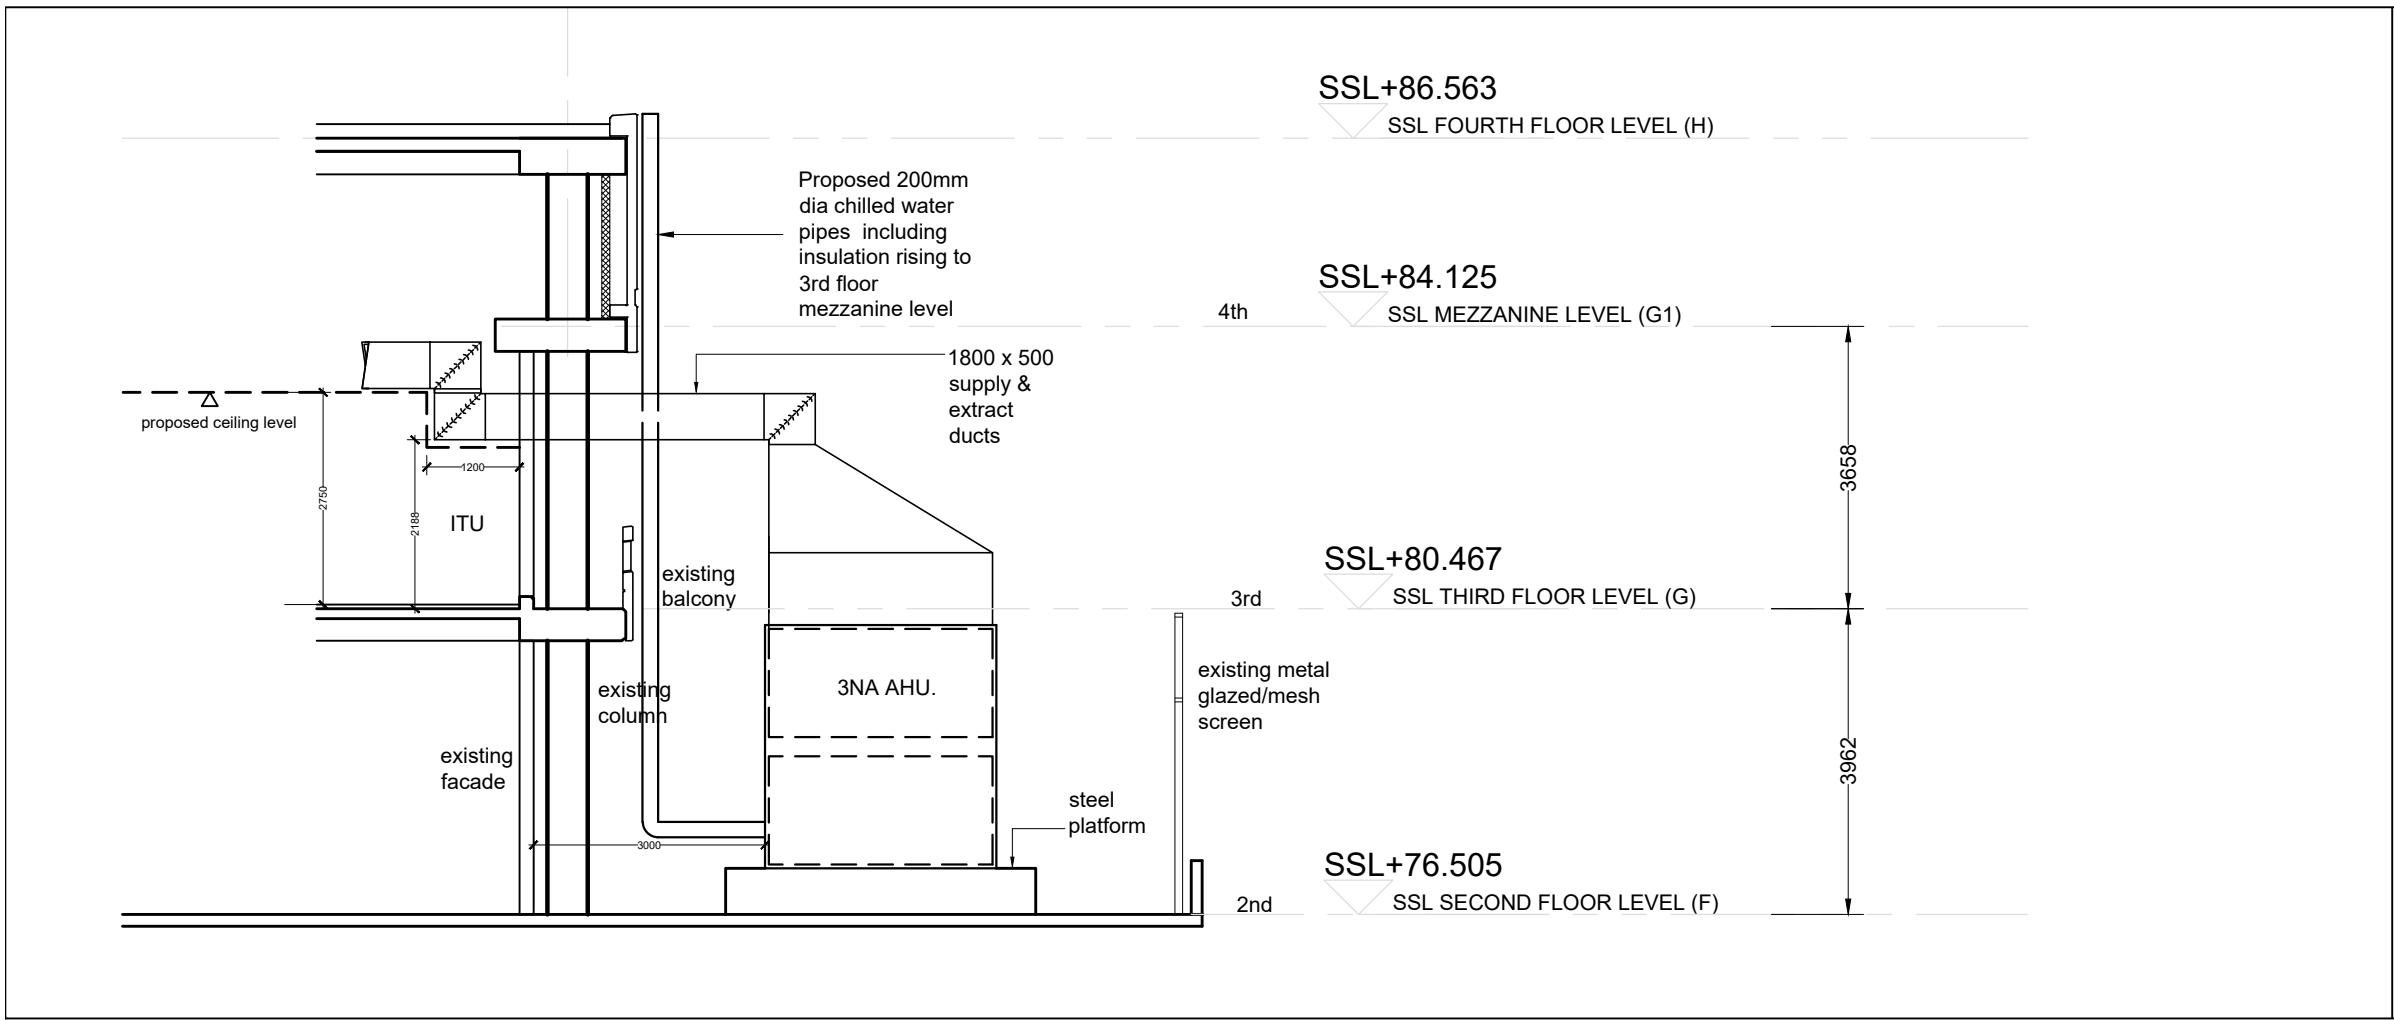 SSL+86.563
SSL FOURTH FLOOR LEVEL (H)
Proposed 200mm
dia chilled water
pipes including
insulation rising to
3rd floor
mezzanine level
SSL+84.125
4th
SSL MEZZANINE LEVEL (G1)
1800 x 500
supply &
extract
ducts
proposed ceiling level
1200
2750
2188
ITU
3658
existing
balcony
SSL+80.467
3rd
SSL THIRD FLOOR LEVEL (G)
existing
column
3NA AHU.
existing metal
glazed/mesh
screen
existing
facade
3962
steel
platform
3000
SSL+76.505
2nd
SSL SECOND FLOOR LEVEL (F)